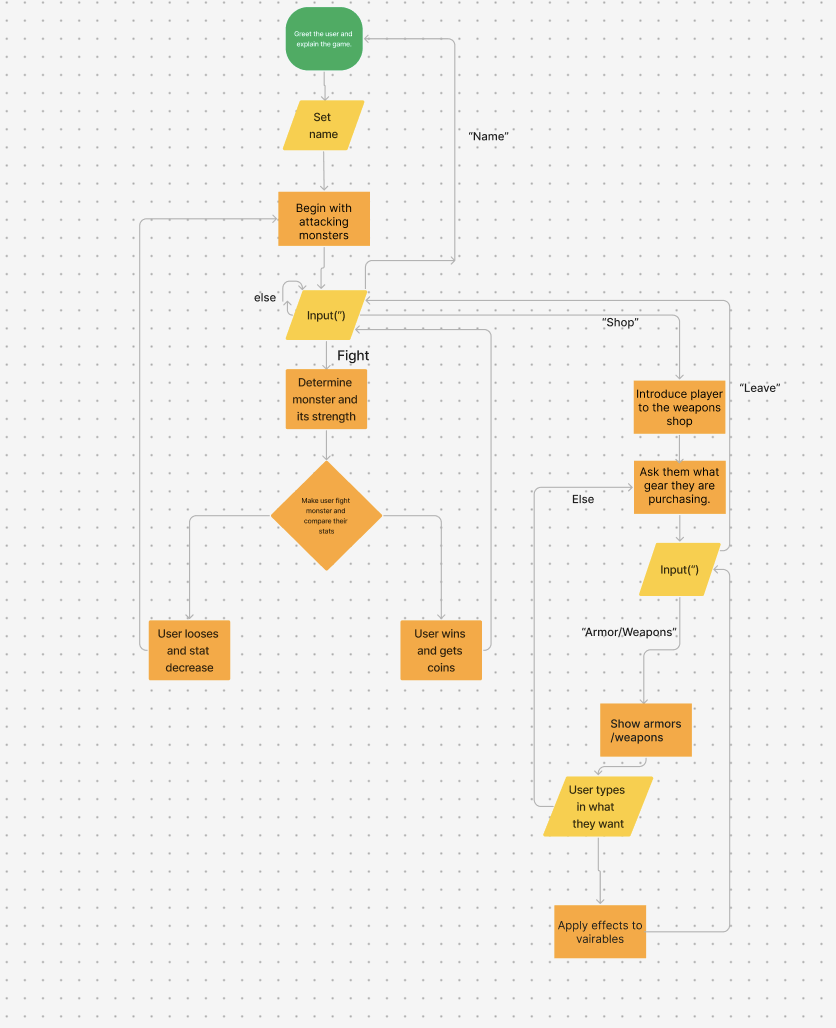 Greet the user and
explain the game.
Set
name
"Name"
Begin with
attacking
monsters
else
Input(")
"Shop"
Fight
Determine
monster and
its strength
Introduce player
to the weapons
shop
"Leave"
Ask them what
gear they are
purchasing.
Else
Make user fight
monster and
compare their
stats
Input(")
User looses
and stat
decrease
User wins
and gets
coins
"Armor/Weapons"
Show armors
/weapons
User types
in what
they want
Apply effects to
vairables